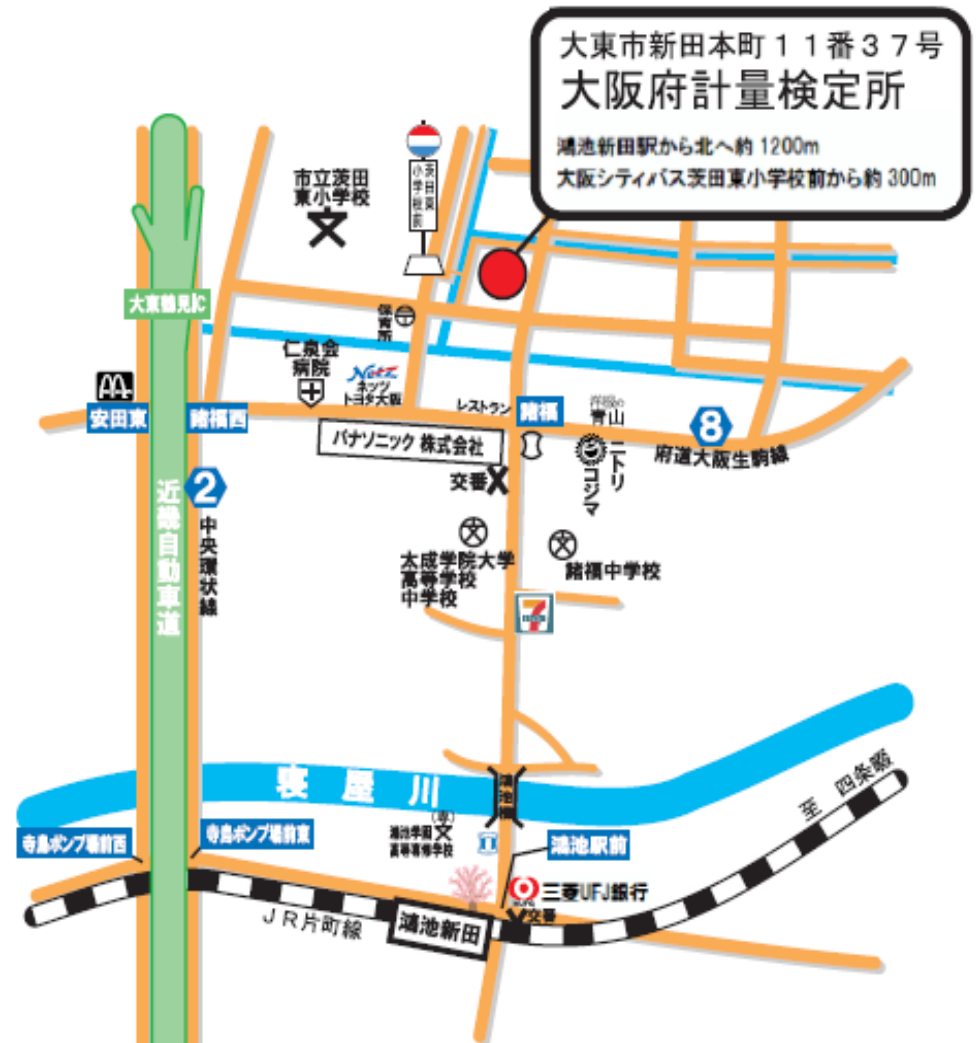 大東市新田本町11番37号
大阪府計量検定所
鴻池新田駅から北へ約 1200m
大阪シティバス茨田東小学校前から約 300m
市立茨田
東小学校
茨田東
小学校前
大東鶴見IC
保育所
仁泉会
病院
Netz
ネッツ
トヨタ大阪
レストラン
諸福
洋服の
青山
ニトリ
コジマ
8
府道大阪生駒線
安田東
諸福西
パナソニック 株式会社
交番
2
中央環状線
近畿自動車道
文
太成学院大学
高等学校
中学校
文
諸福中学校
7
寝屋川
鴻池橋
至 四条畷
寺島ポンプ場前西
寺島ポンプ場前東
(専)
文
鴻池学園
高等専修学校
鴻池駅前
三菱UFJ銀行
交番
JR片町線
鴻池新田